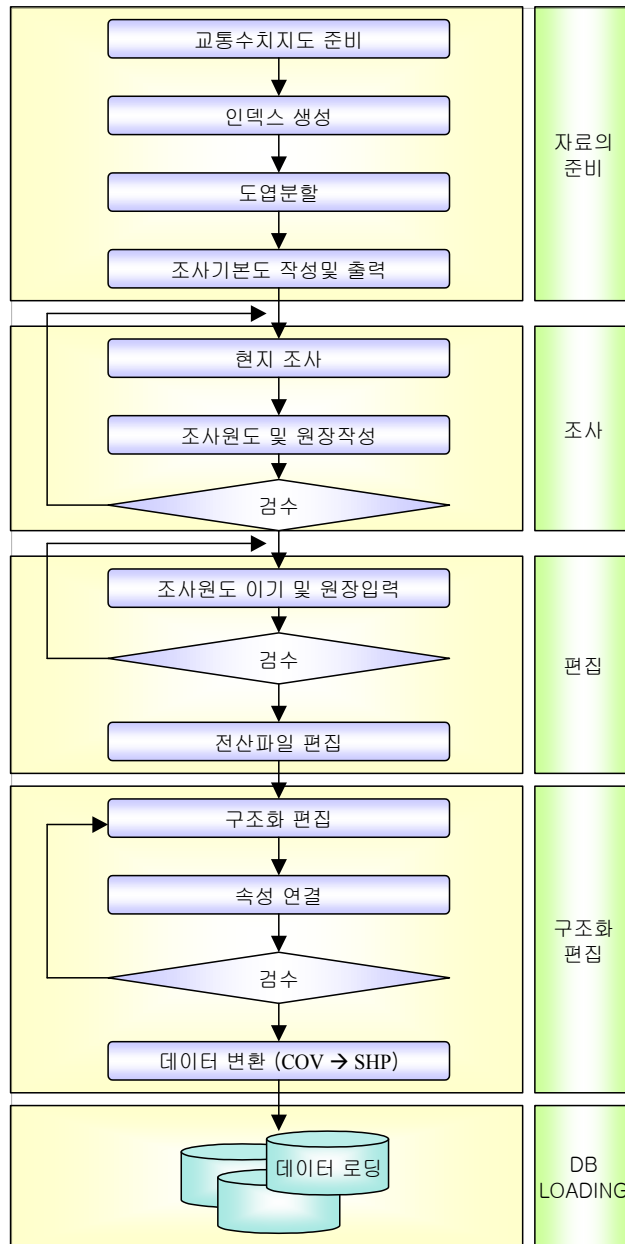 교통수치지도 준비
인덱스 생성
도엽분할
조사기본도 작성및 출력
자료의
준비
현지 조사
조사원도 및 원장작성
검수
조사
조사원도 이기 및 원장입력
검수
전산파일 편집
편집
구조화 편집
속성 연결
검수
데이터 변환 (COV → SHP)
구조화
편집
데이터 로딩
DB
LOADING